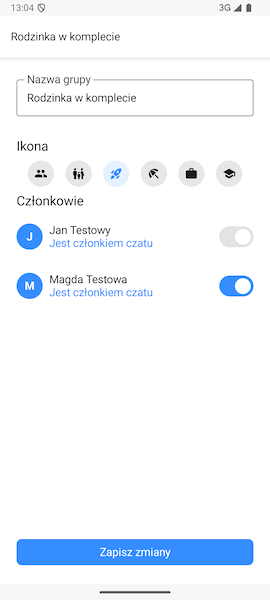 13:04
3G
Rodzinka w komplecie
Nazwa grupy
Rodzinka w komplecie
Ikona
Członkowie
J
Jan Testowy
Jest członkiem czatu
M
Magda Testowa
Jest członkiem czatu
Zapisz zmiany